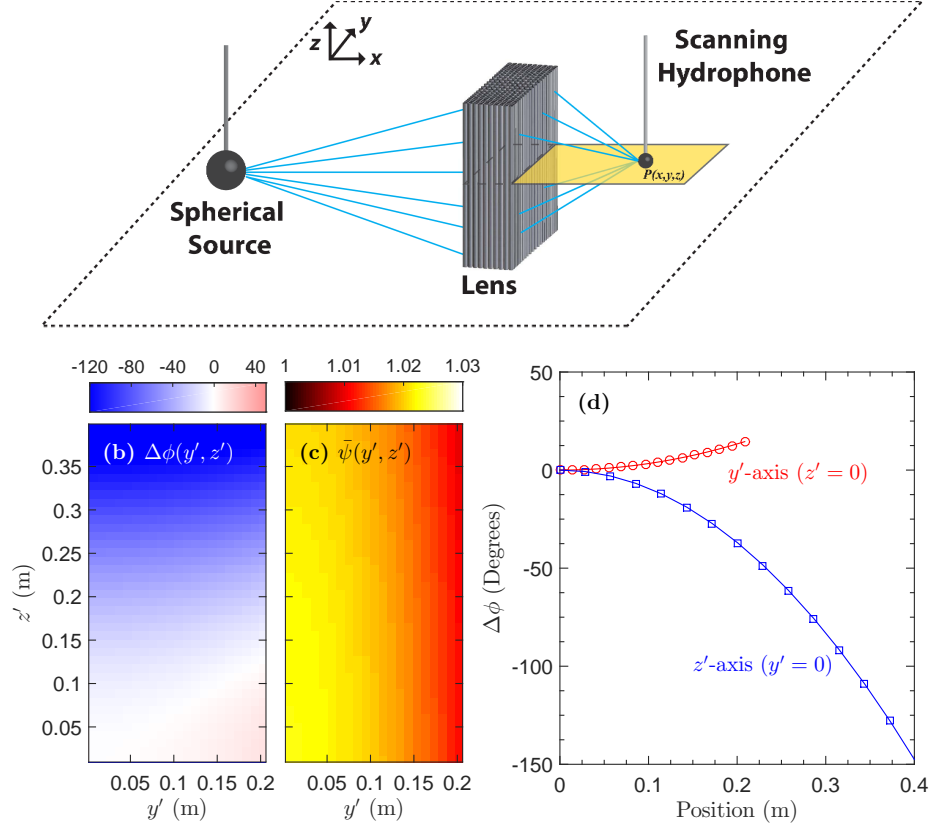 z
y
x
Scanning
Hydrophone
P(x,y,z)
Spherical
Source
Lens
-120 -80 -40 0 40
1 1.01 1.02 1.03
(b) Δϕ(y′, z′)
(c) ψ̄(y′, z′)
0.35
0.3
0.25
0.2
0.15
0.1
0.05
z′ (m)
0.05 0.1 0.15 0.2
y′ (m)
0.05 0.1 0.15 0.2
y′ (m)
(d)
50
0
-50
-100
-150
Δϕ (Degrees)
y′-axis (z′ = 0)
z′-axis (y′ = 0)
0 0.1 0.2 0.3 0.4
Position (m)